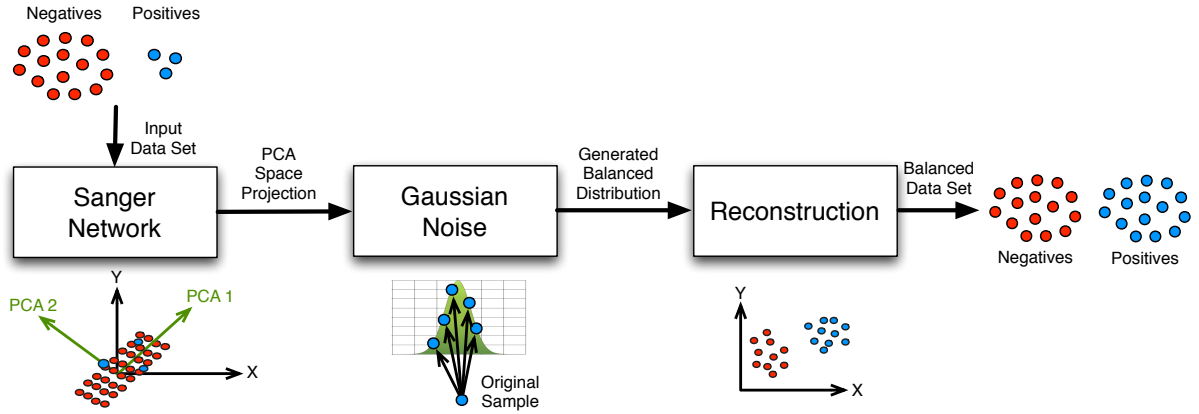 Negatives
Positives
Input
Data Set
Sanger
Network
PCA
Space
Projection
Gaussian
Noise
Generated
Balanced
Distribution
Reconstruction
Balanced
Data Set
Negatives
Positives
Y
PCA 2
PCA 1
X
Original
Sample
Y
X